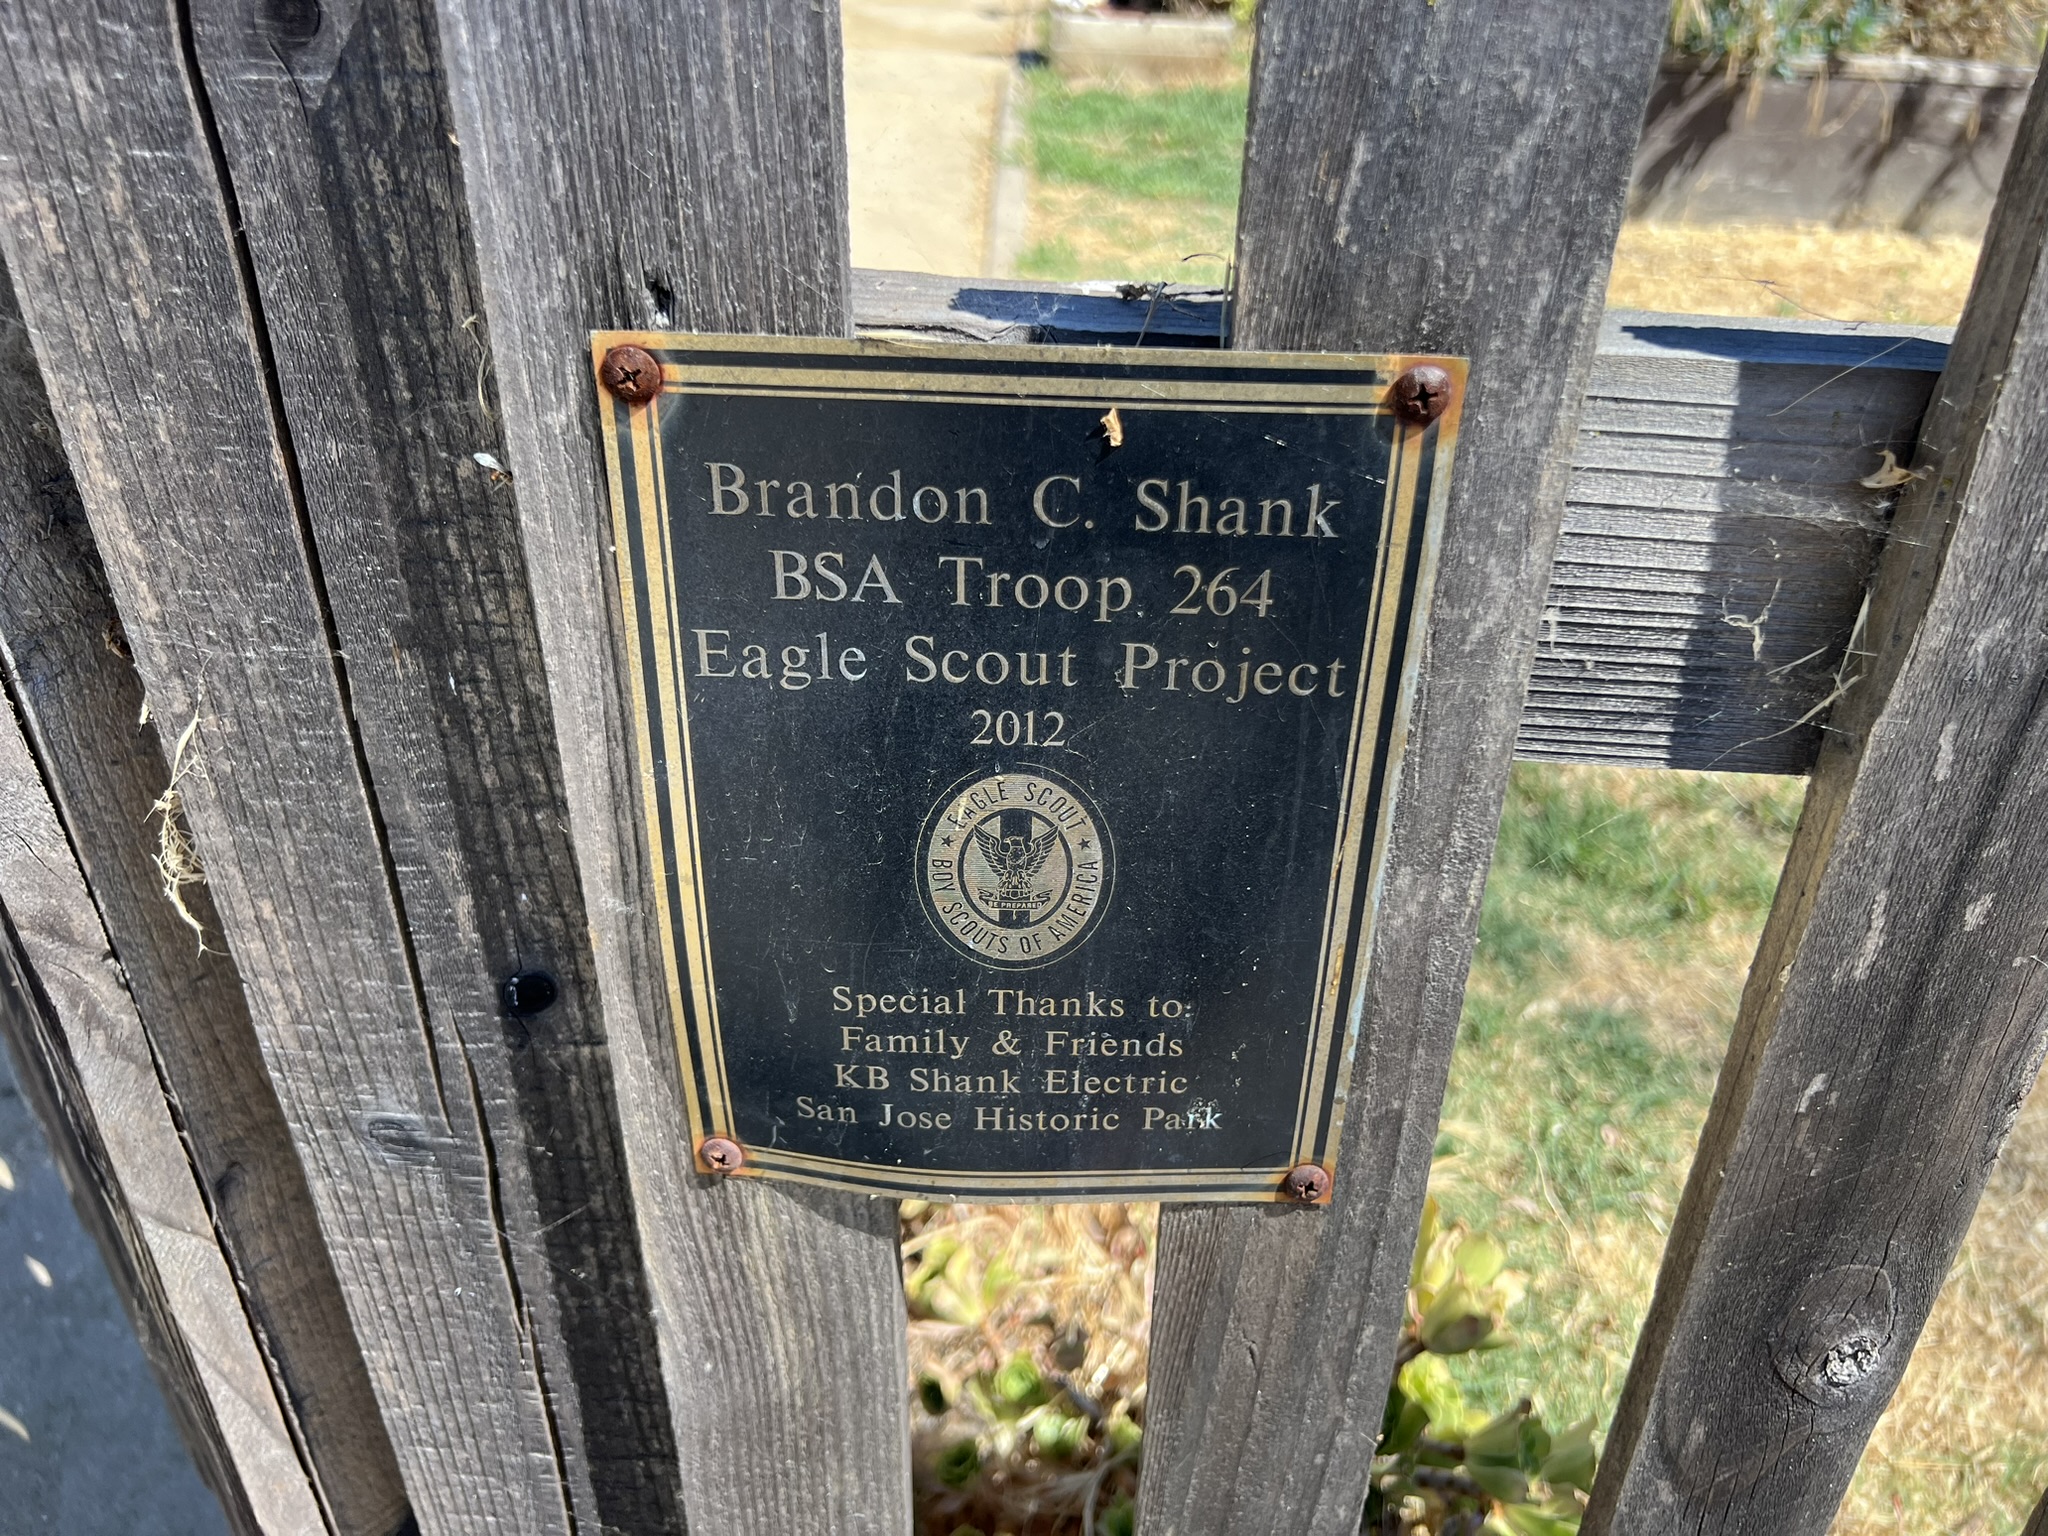 Brandon C. Shank
BSA Troop 264
Eagle Scout Project
2012
EAGLE SCOUT
BE PREPARED
BOY SCOUTS OF AMERICA
Special Thanks to:
Family & Friends
KB Shank Electric
San Jose Historic Park